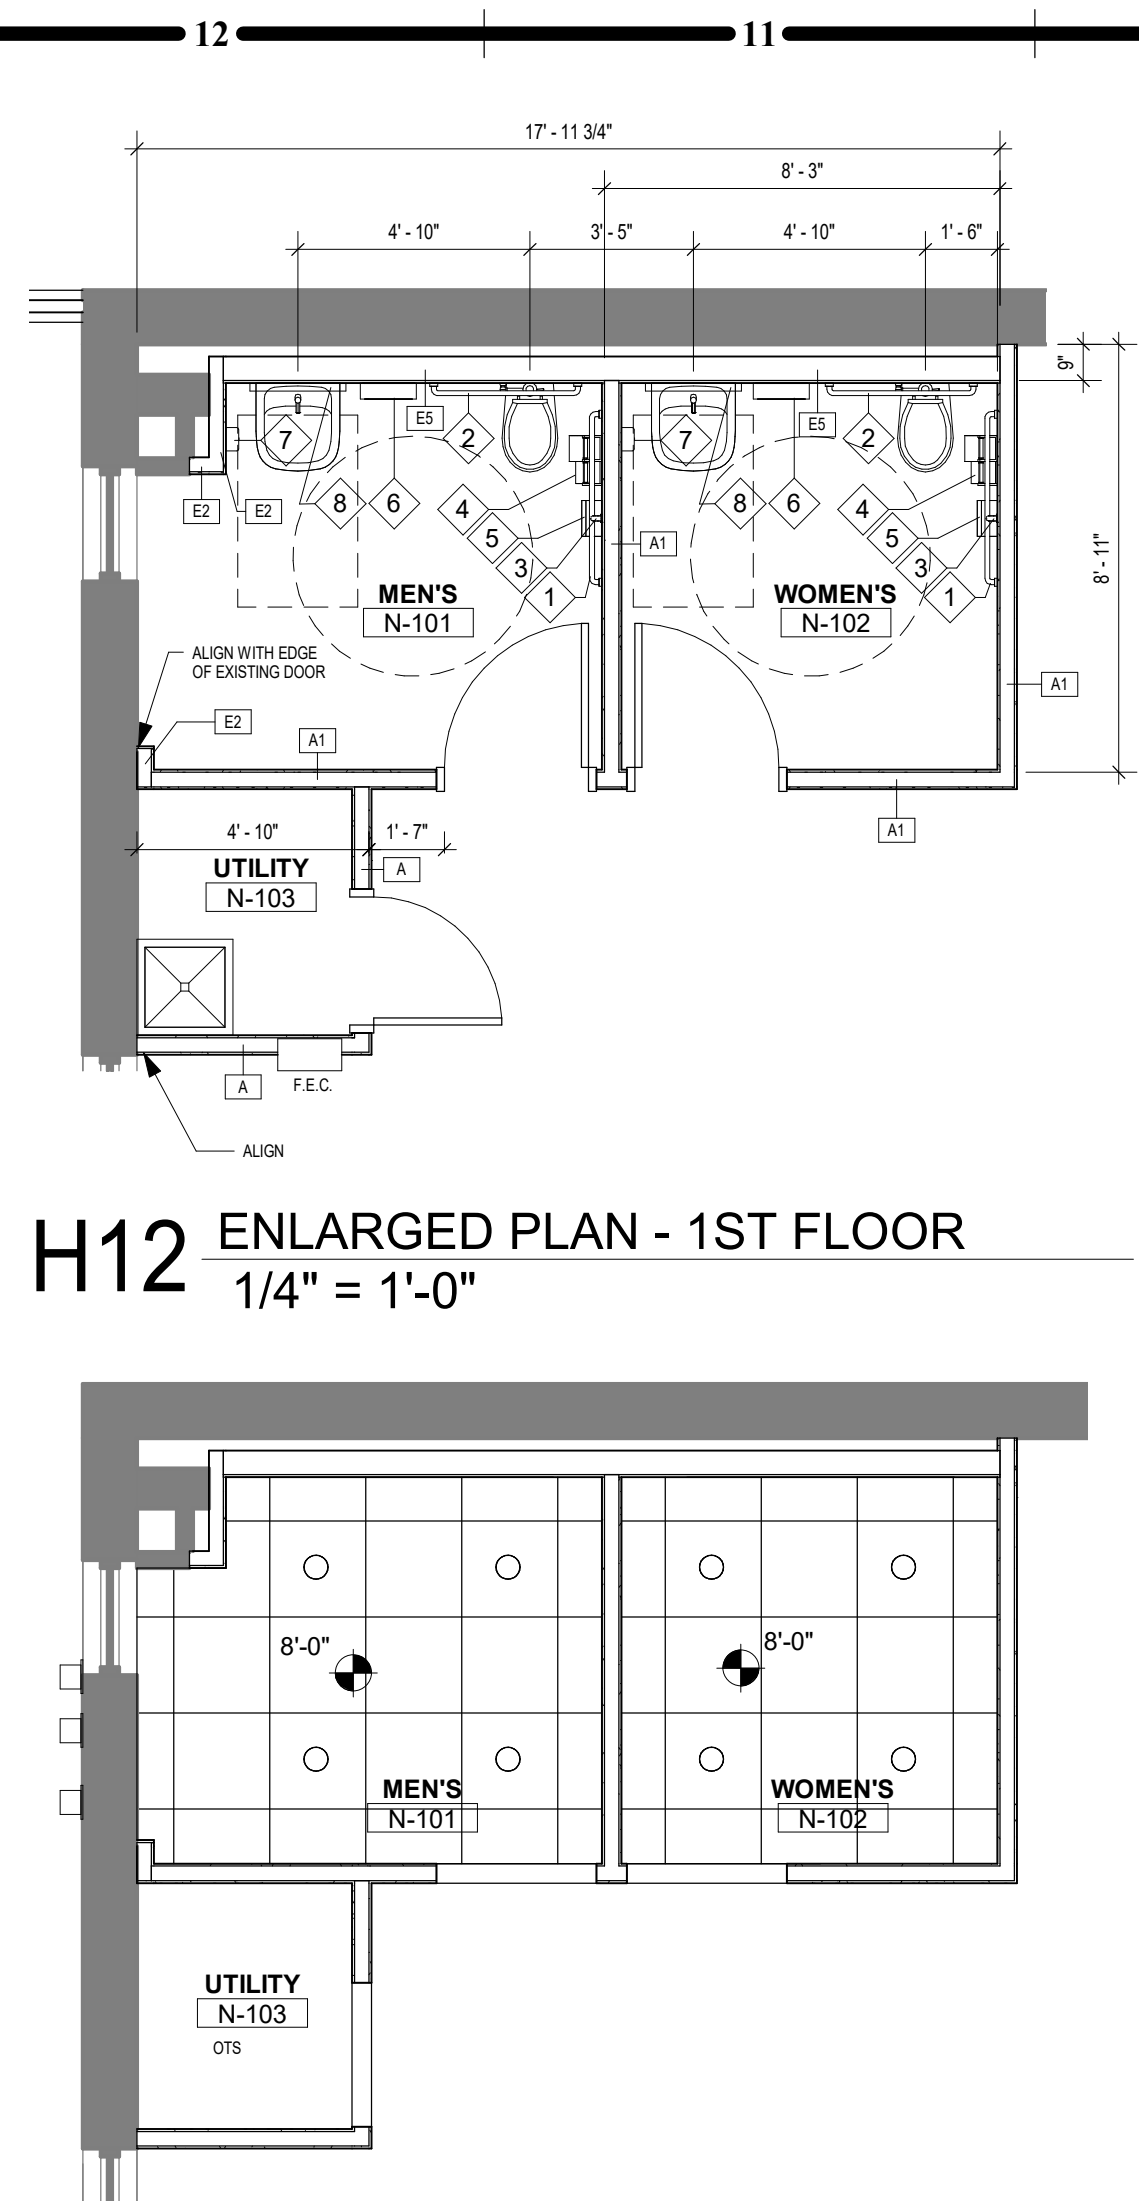 12
11
17' - 11 3/4"
8' - 3"
4' - 10"
3' - 5"
4' - 10"
1' - 6"
9"
8' - 11"
E5
E5
7
2
7
2
E2
E2
8
6
4
8
6
4
5
A1
5
3
3
1
1
MEN'S
N-101
WOMEN'S
N-102
ALIGN WITH EDGE
OF EXISTING DOOR
A1
E2
A1
A1
4' - 10"
1' - 7"
UTILITY
N-103
A
A
F.E.C.
ALIGN
H12
ENLARGED PLAN - 1ST FLOOR
1/4" = 1'-0"
8'-0"
8'-0"
MEN'S
N-101
WOMEN'S
N-102
UTILITY
N-103
OTS